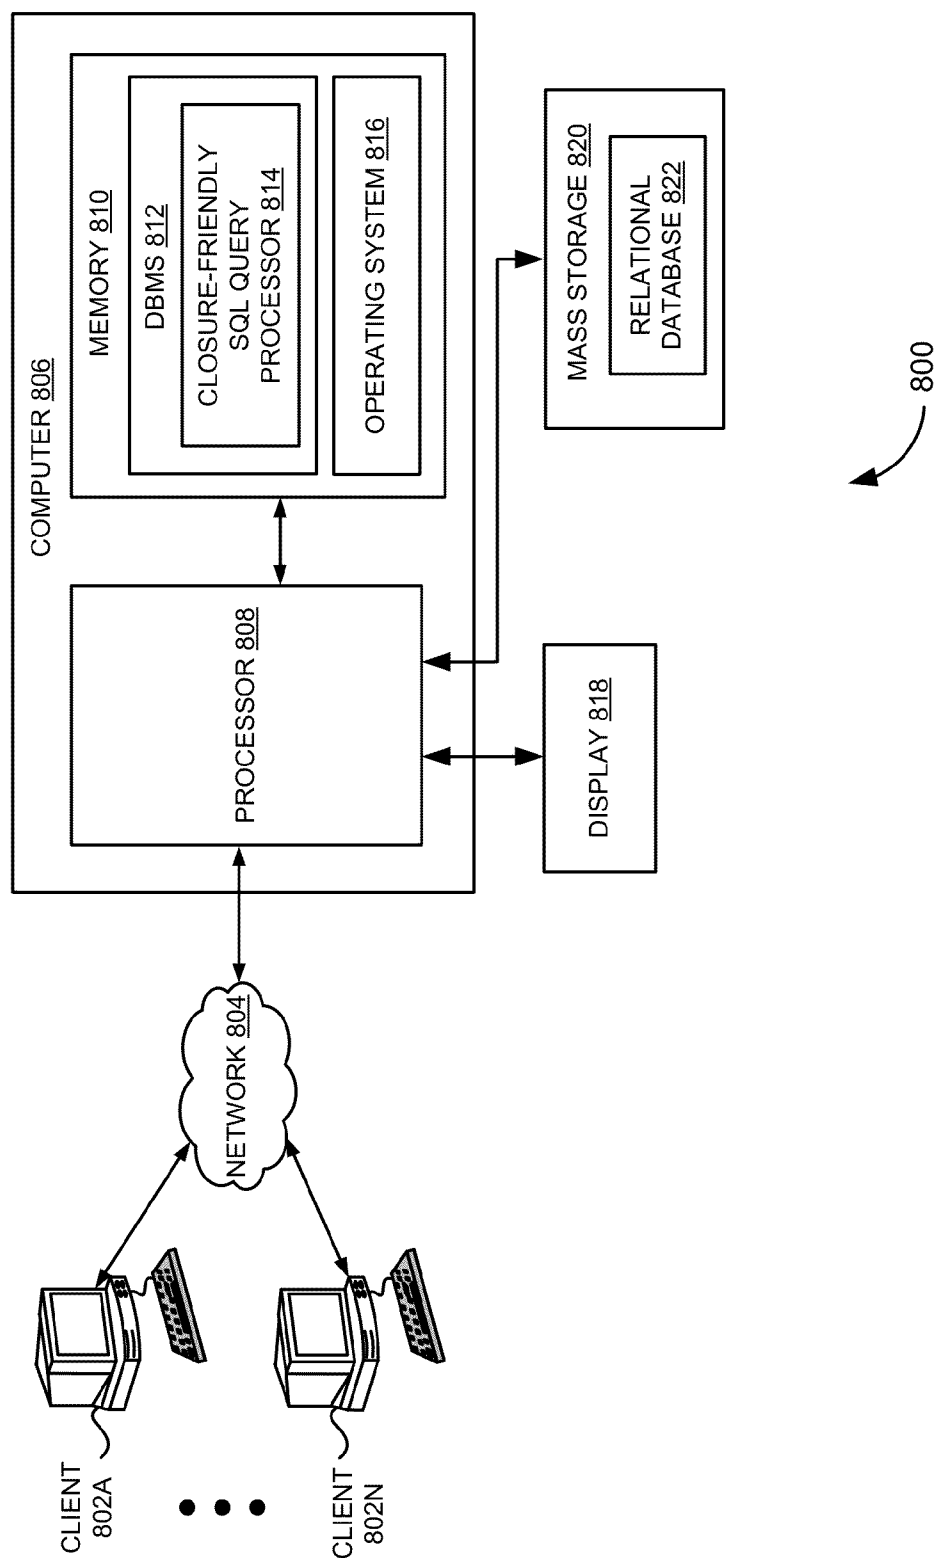 COMPUTER 806
MEMORY 810
DBMS 812
CLOSURE-FRIENDLY
SQL QUERY
PROCESSOR 814
OPERATING SYSTEM 816
PROCESSOR 808
NETWORK 804
CLIENT
802A
CLIENT
802N
DISPLAY 818
MASS STORAGE 820
RELATIONAL
DATABASE 822
800